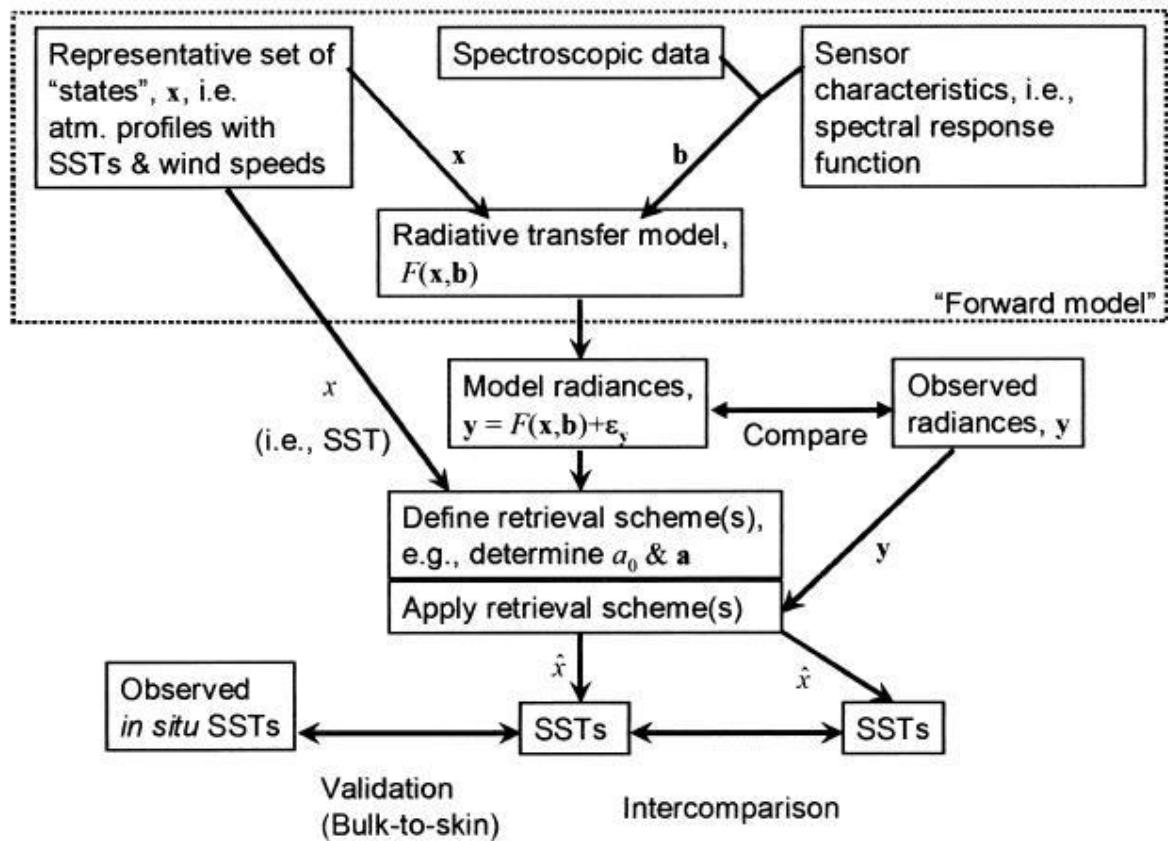 Representative set of
“states”, x, i.e.
atm. profiles with
SSTs & wind speeds
Spectroscopic data
Sensor
characteristics, i.e.,
spectral response
function
x
b
Radiative transfer model,
F(x,b)
“Forward model”
x
(i.e., SST)
Model radiances,
y = F(x,b)+εy
Compare
Observed
radiances, y
Define retrieval scheme(s),
e.g., determine a0 & a
y
Apply retrieval scheme(s)
x̂
x̂
Observed
in situ SSTs
SSTs
SSTs
Validation
(Bulk-to-skin)
Intercomparison